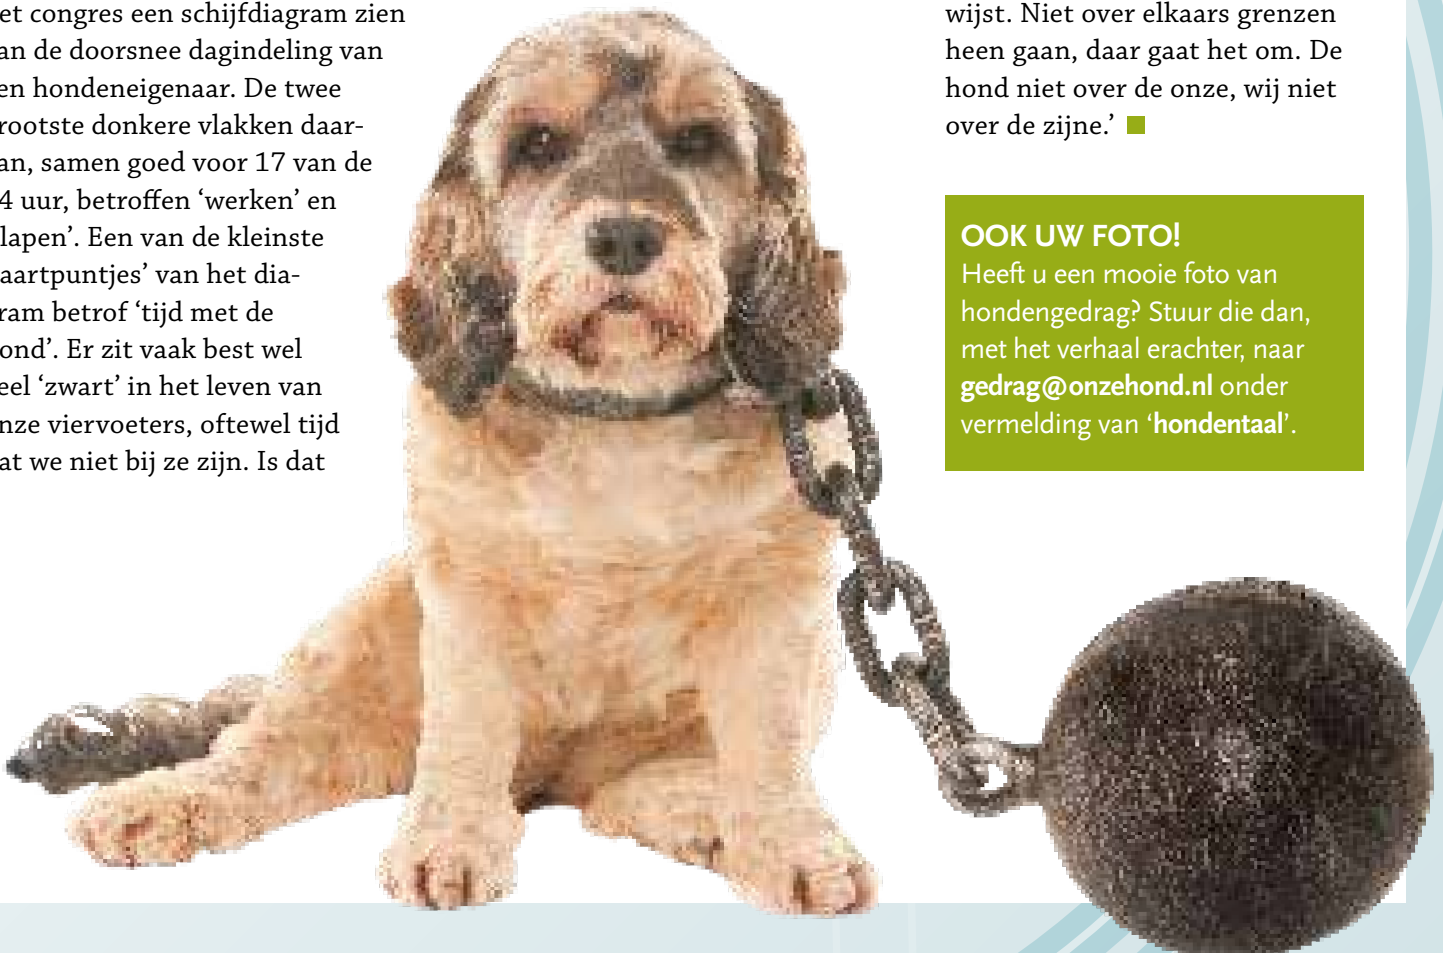 et congres een schijfdiagram zien
an de doorsnee dagindeling van
en hondeneigenaar. De twee
rootste donkere vlakken daar-
an, samen goed voor 17 van de
4 uur, betroffen ‘werken’ en
lapen’. Een van de kleinste
aartpuntjes’ van het dia-
ram betrof ‘tijd met de
ond’. Er zit vaak best wel
eel ‘zwart’ in het leven van
nze viervoeters, oftewel tijd
at we niet bij ze zijn. Is dat
wijst. Niet over elkaars grenzen
heen gaan, daar gaat het om. De
hond niet over de onze, wij niet
over de zijne.’
OOK UW FOTO!
Heeft u een mooie foto van
hondengedrag? Stuur die dan,
met het verhaal erachter, naar
gedrag@onzehond.nl onder
vermelding van ‘hondentaal’.